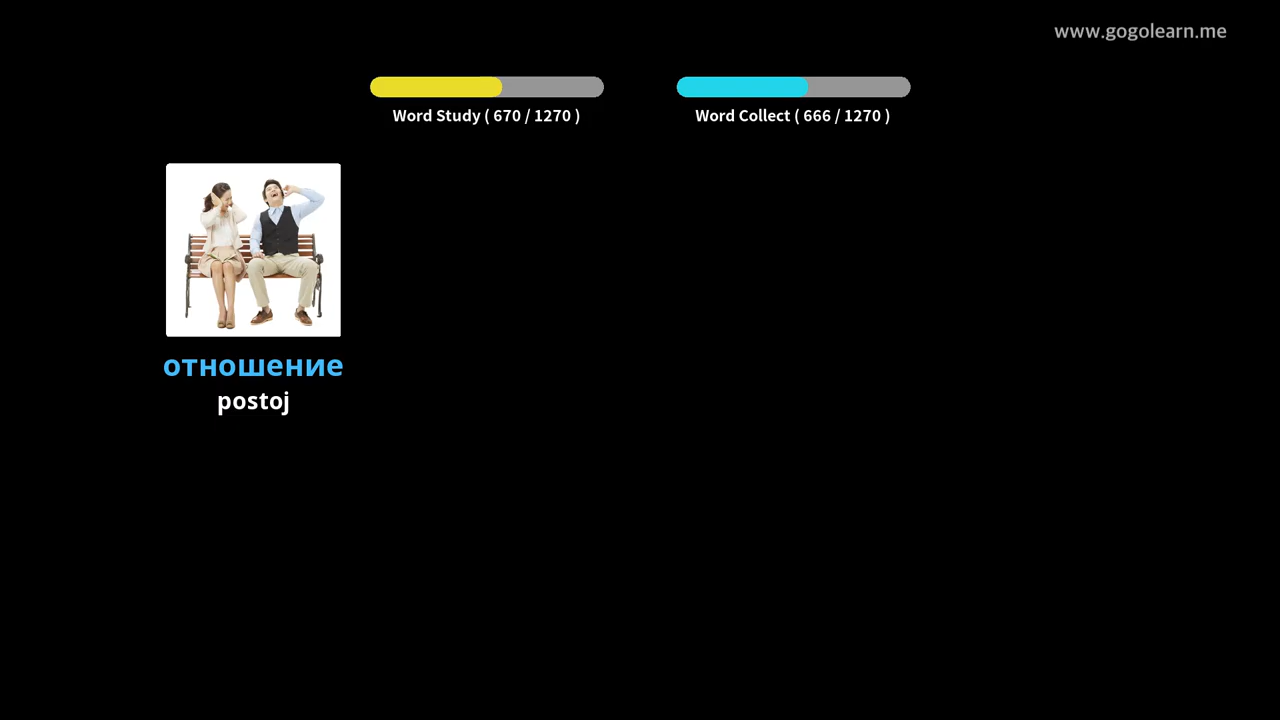 www.gogolearn.me
Word Study ( 670 / 1270 )
Word Collect ( 666 / 1270 )
отношение
postoj